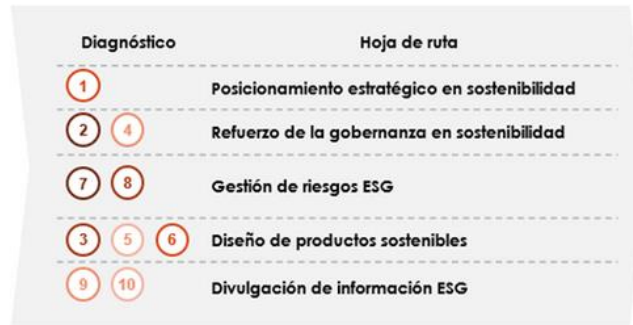 Diagnóstico Hoja de ruta
1 Posicionamiento estratégico en sostenibilidad
2 4 Refuerzo de la gobernanza en sostenibilidad
7 8 Gestión de riesgos ESG
3 5 6 Diseño de productos sostenibles
9 10 Divulgación de información ESG